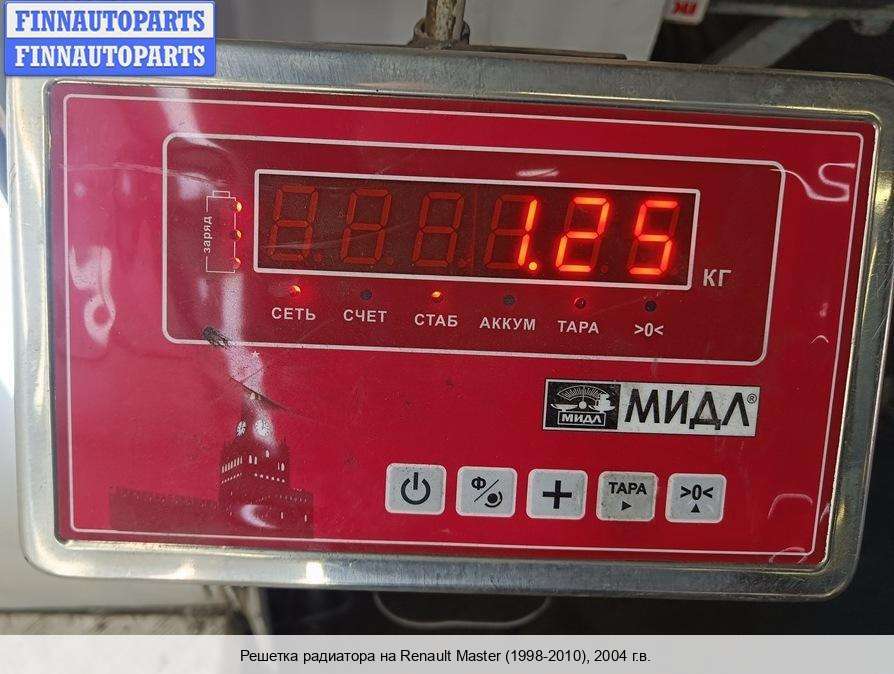 FINNAUTOPARTS
FINNAUTOPARTS
заряд
1.25
КГ
СЕТЬ СЧЕТ СТАБ АККУМ ТАРА >0<
МИДЛ МИДЛ®
Ф ТАРА >0<
Решетка радиатора на Renault Master (1998-2010), 2004 г.в.